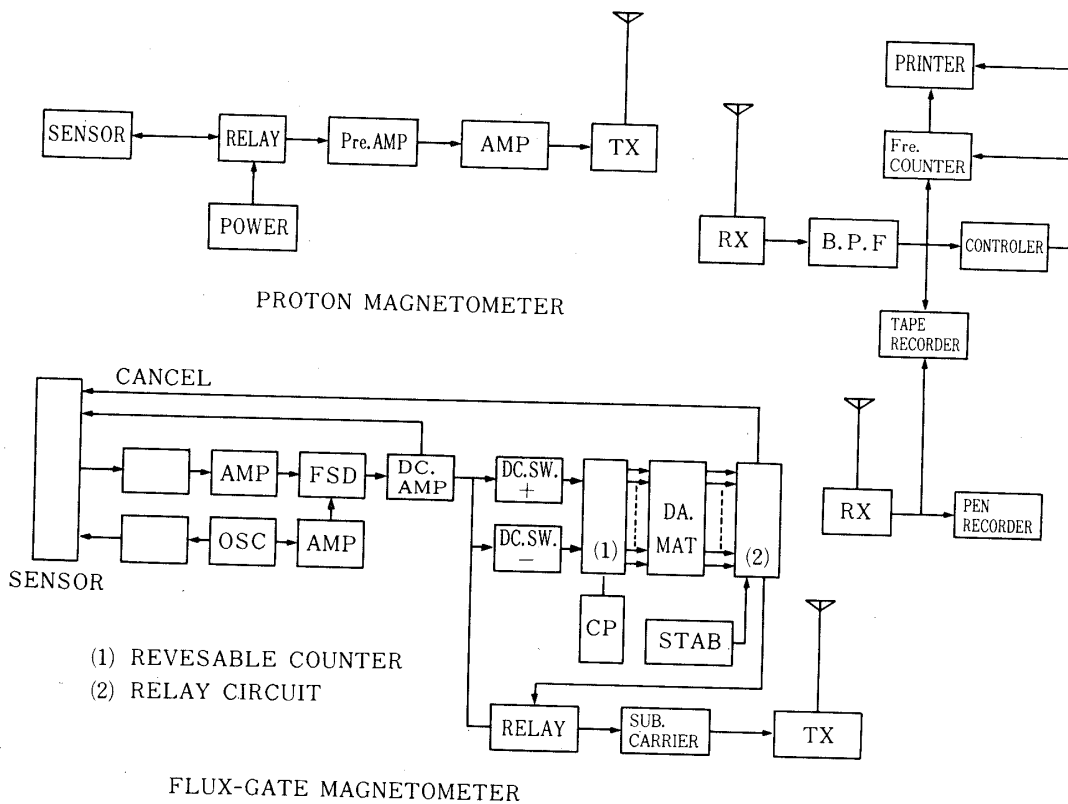 SENSOR
RELAY
Pre.AMP
AMP
TX
POWER
PROTON MAGNETOMETER
PRINTER
Fre.
COUNTER
RX
B.P.F
CONTROLER
TAPE
RECORDER
RX
PEN
RECORDER
CANCEL
AMP
FSD
DC.
AMP
DC.SW.
+
DC.SW.
−
(1)
DA.
MAT
(2)
OSC
AMP
SENSOR
CP
STAB
(1) REVESABLE COUNTER
(2) RELAY CIRCUIT
RELAY
SUB.
CARRIER
TX
FLUX-GATE MAGNETOMETER